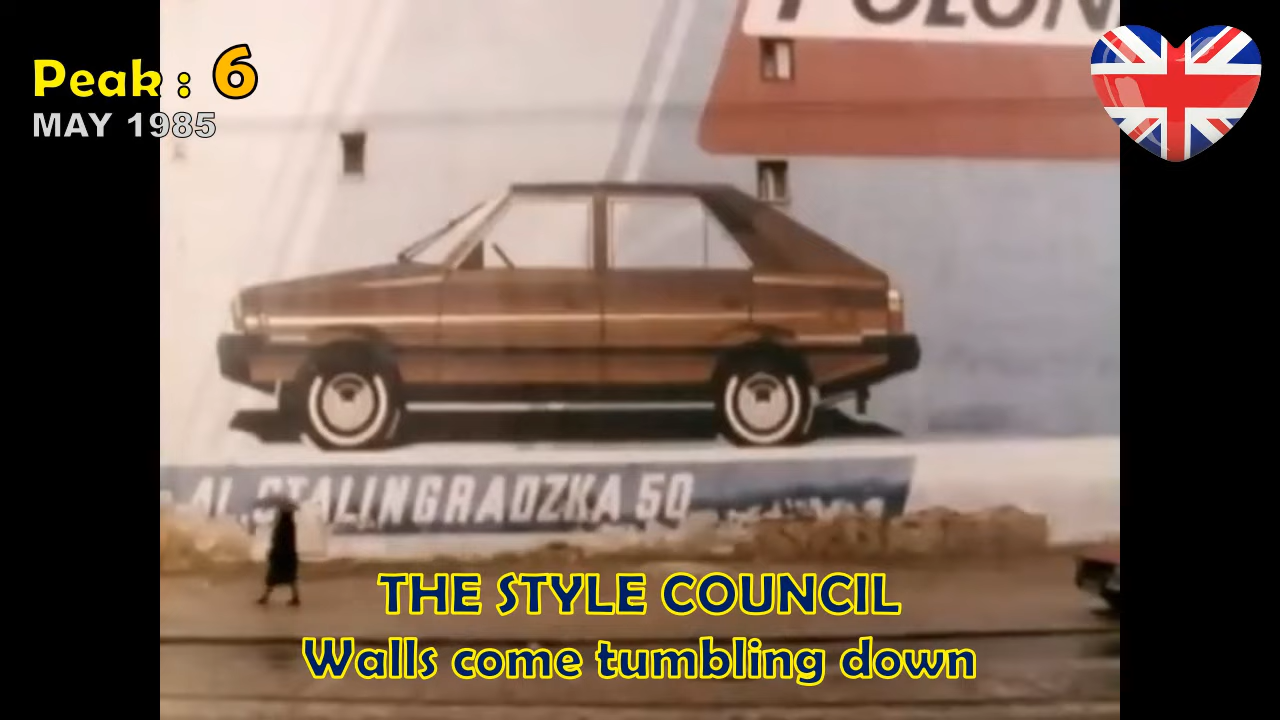 POLON
Peak : 6
MAY 1985
AL.STALINGRADZKA 50
THE STYLE COUNCIL
Walls come tumbling down